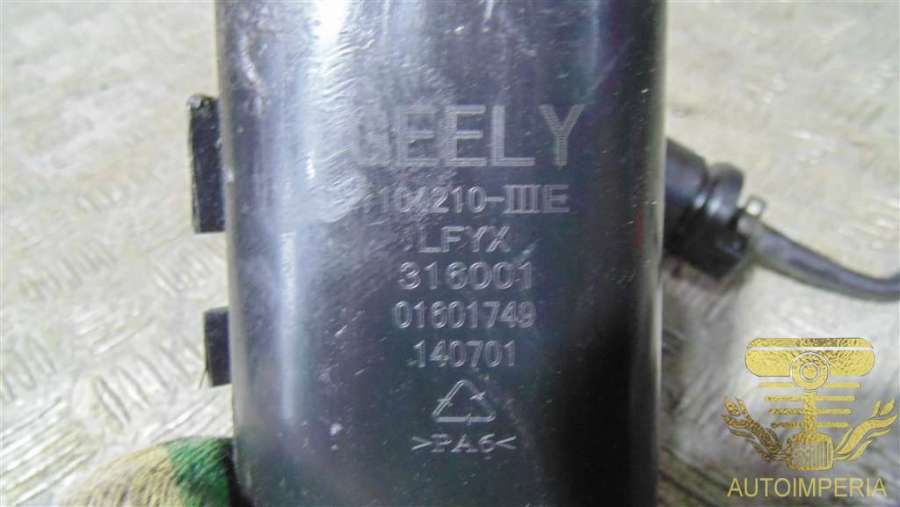 GEELY
1104210-IIIE
LFYX
316001
01601749
140701
>PA6<
AUTOIMPERIA